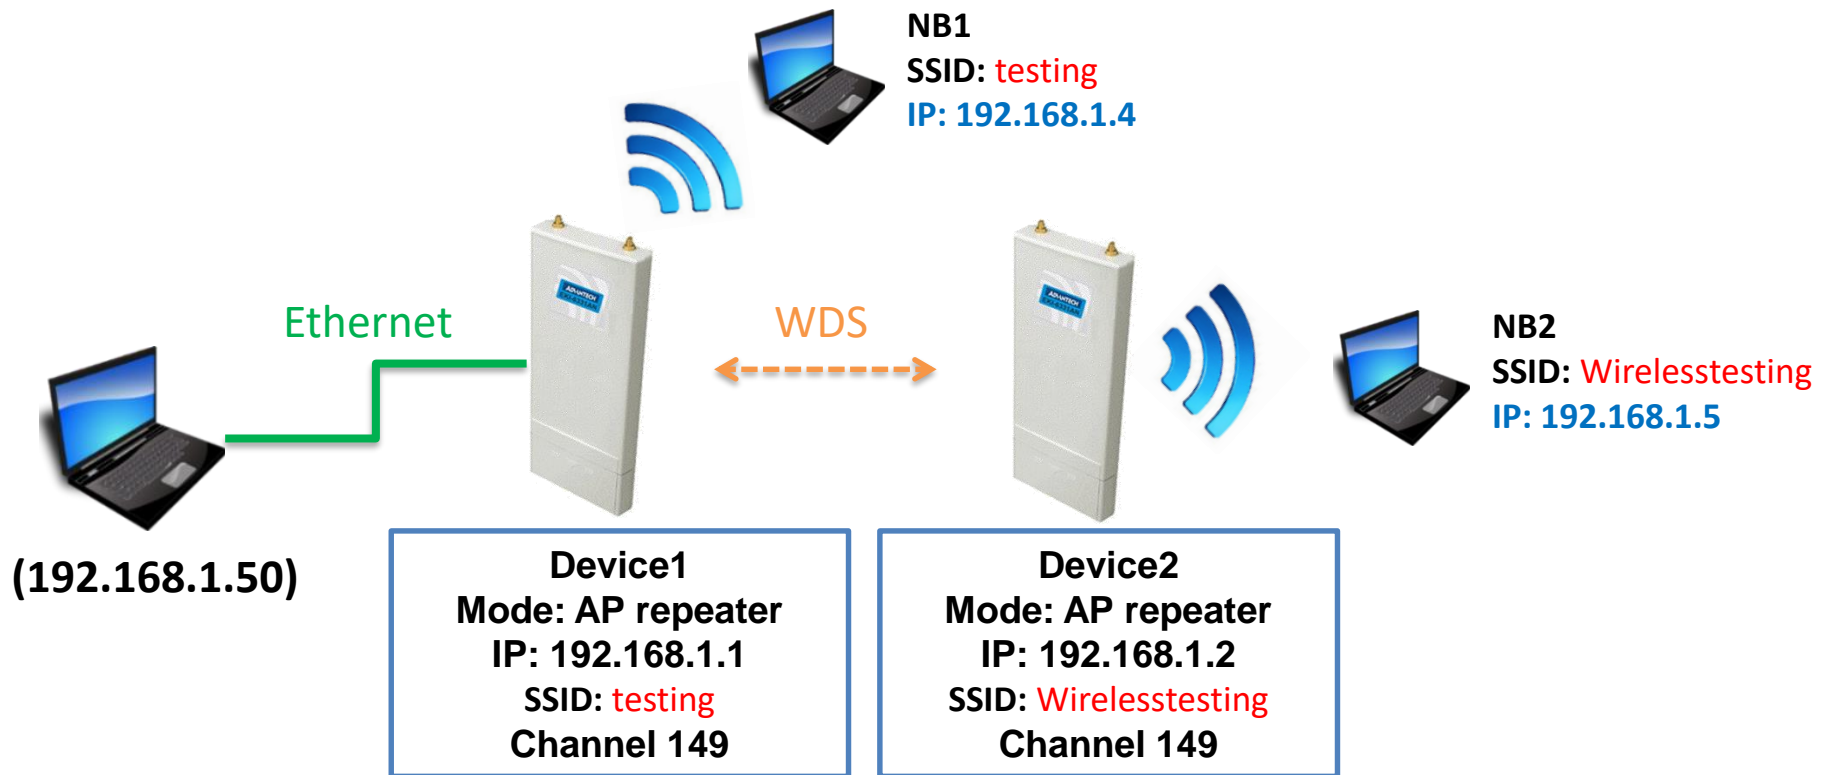 NB1
SSID: testing
IP: 192.168.1.4
Ethernet
WDS
ADVANTECH
NB2
SSID: Wirelesstesting
IP: 192.168.1.5
(192.168.1.50)
Device1
Mode: AP repeater
IP: 192.168.1.1
SSID: testing
Channel 149
Device2
Mode: AP repeater
IP: 192.168.1.2
SSID: Wirelesstesting
Channel 149